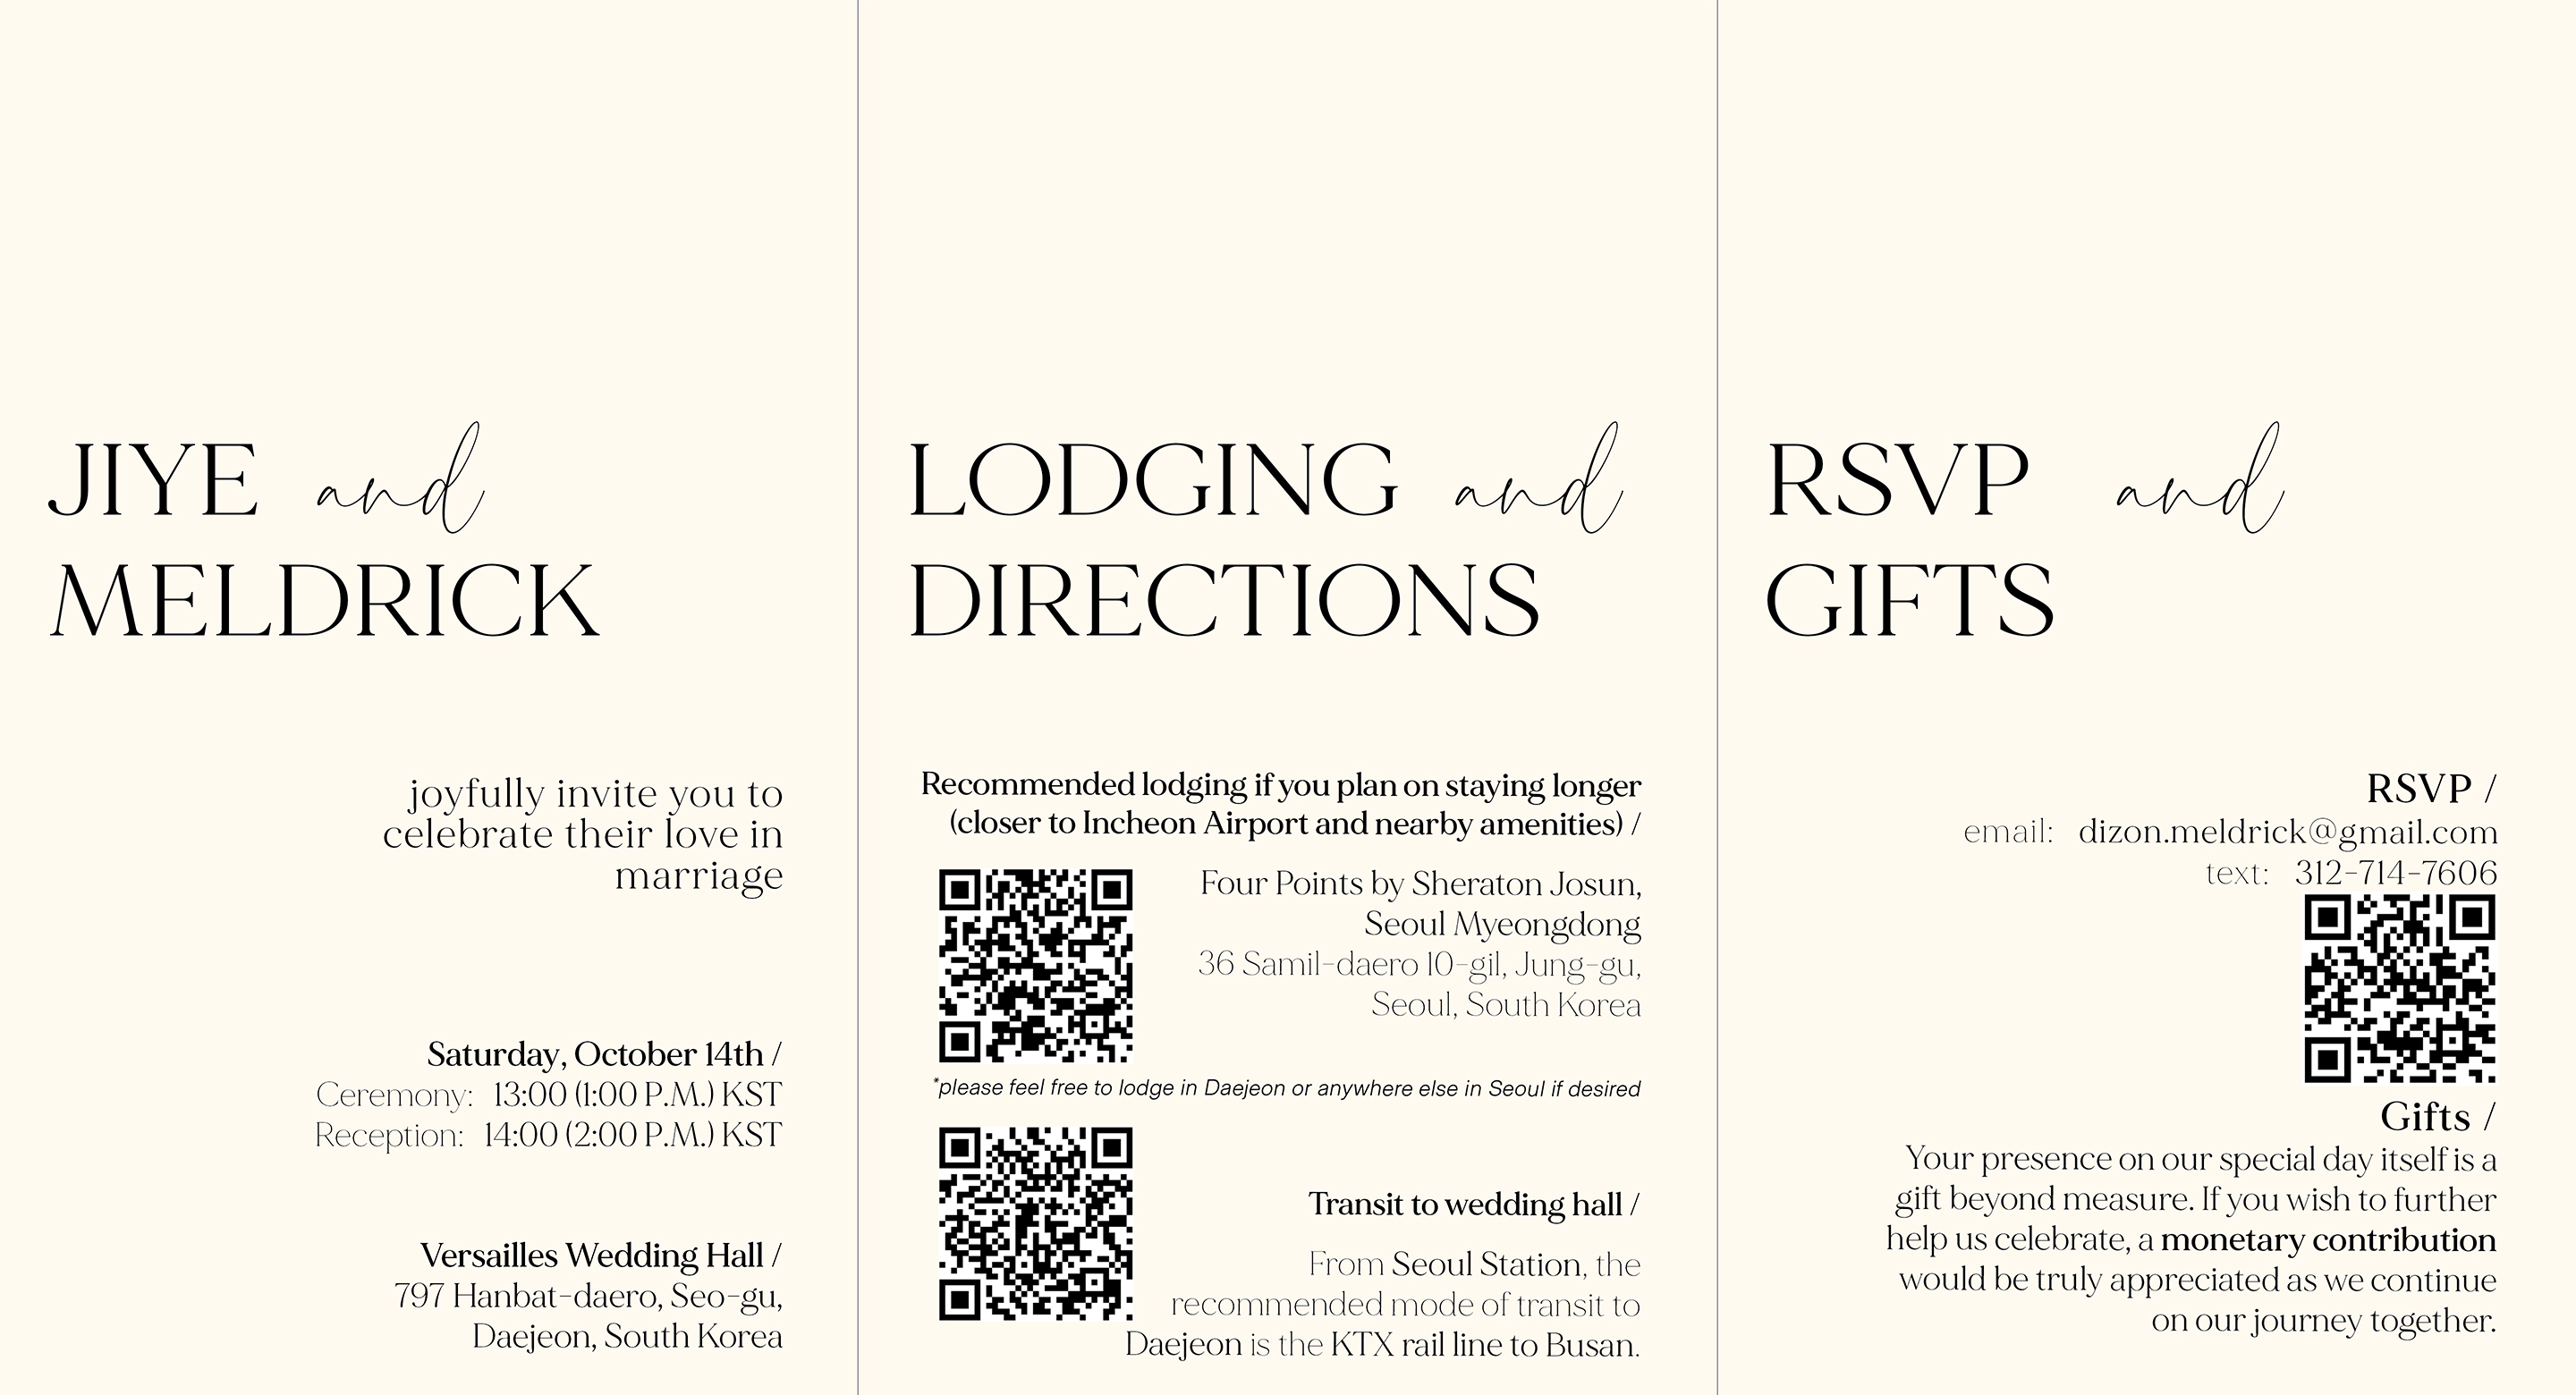 JIYE and
MELDRICK
joyfully invite you to
celebrate their love in
marriage
Saturday, October 14th /
Ceremony: 13:00 (1:00 P.M.) KST
Reception: 14:00 (2:00 P.M.) KST
Versailles Wedding Hall /
797 Hanbat-daero, Seo-gu,
Daejeon, South Korea
LODGING and
DIRECTIONS
Recommended lodging if you plan on staying longer
(closer to Incheon Airport and nearby amenities) /
Four Points by Sheraton Josun,
Seoul Myeongdong
36 Samil-daero 10-gil, Jung-gu,
Seoul, South Korea
*please feel free to lodge in Daejeon or anywhere else in Seoul if desired
Transit to wedding hall /
From Seoul Station, the
recommended mode of transit to
Daejeon is the KTX rail line to Busan.
RSVP and
GIFTS
RSVP /
email: dizon.meldrick@gmail.com
text: 312-714-7606
Gifts /
Your presence on our special day itself is a
gift beyond measure. If you wish to further
help us celebrate, a monetary contribution
would be truly appreciated as we continue
on our journey together.